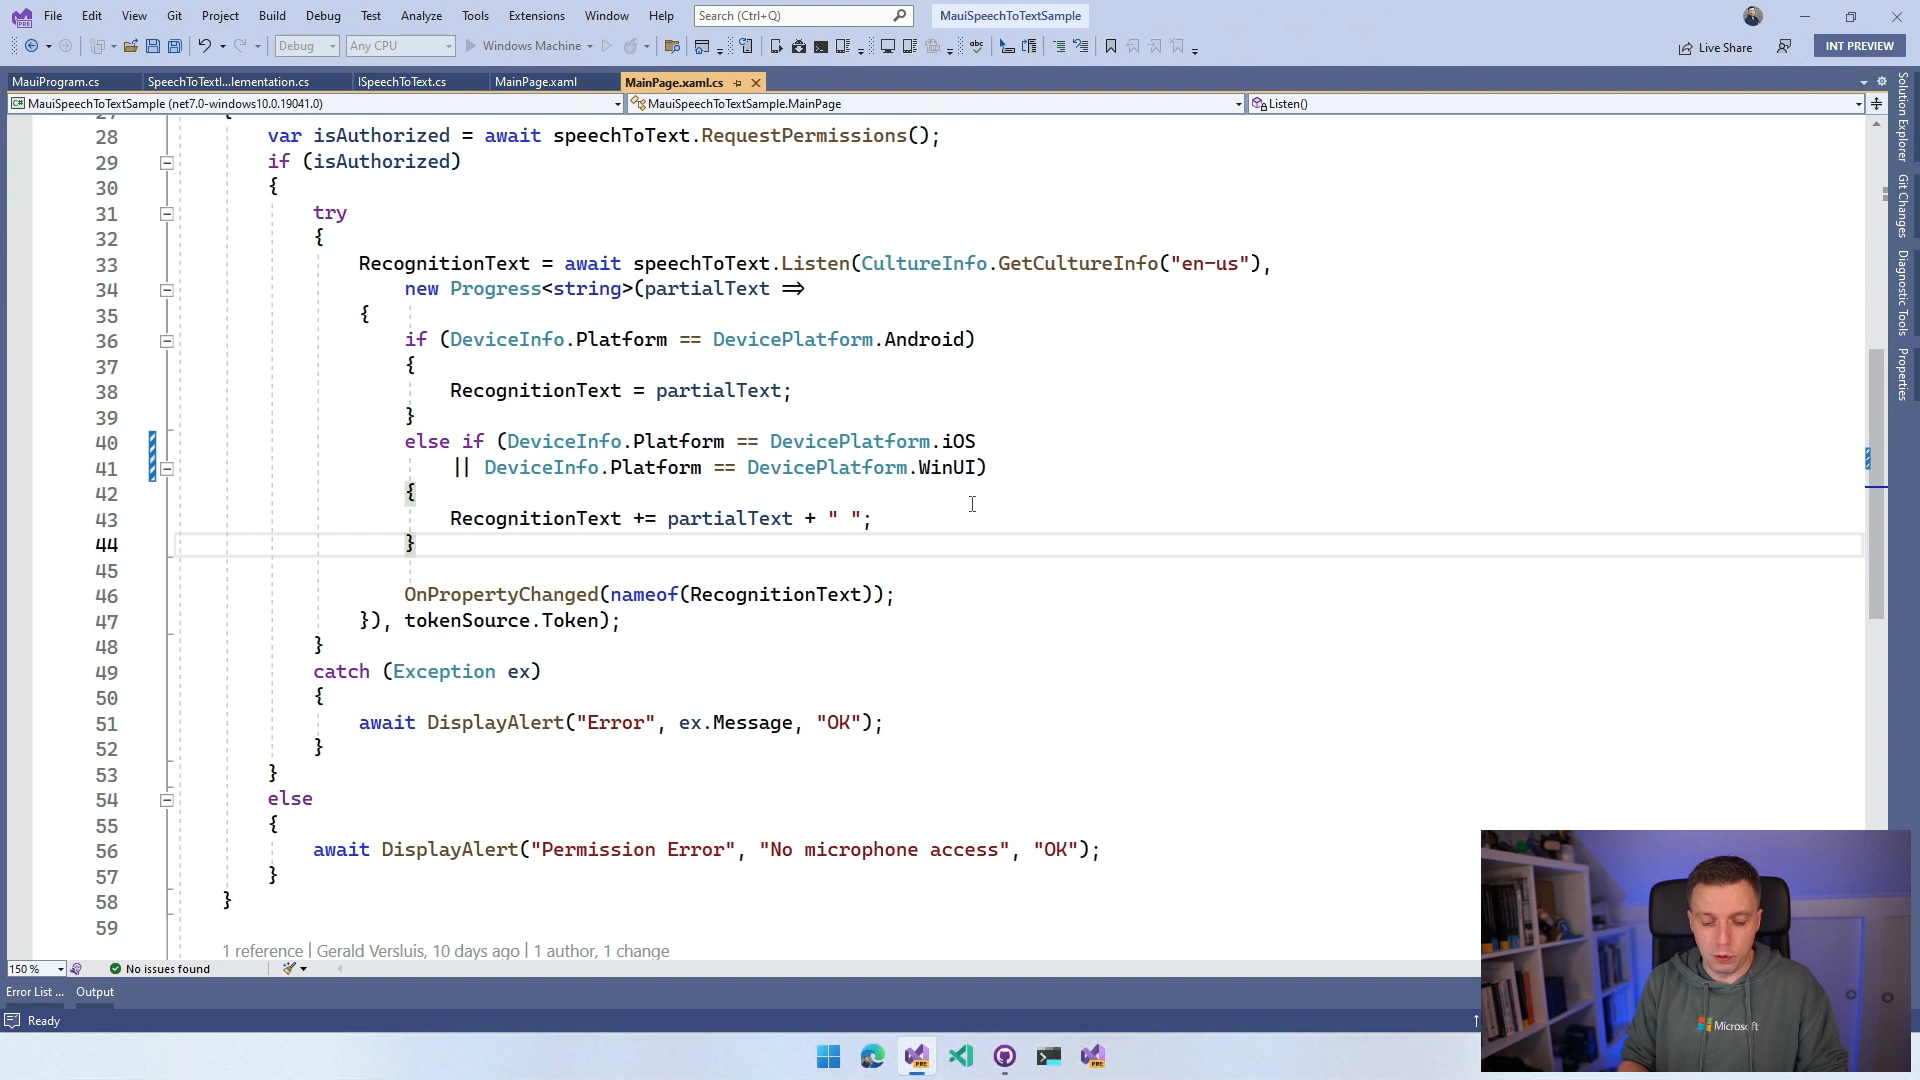 File Edit View Git Project Build Debug Test Analyze Tools Extensions Window Help Search (Ctrl+Q) MauiSpeechToTextSample
Debug Any CPU Windows Machine Live Share INT PREVIEW
MauiProgram.cs SpeechToTextI...lementation.cs ISpeechToText.cs MainPage.xaml MainPage.xaml.cs
MauiSpeechToTextSample (net7.0-windows10.0.19041.0) MauiSpeechToTextSample.MainPage Listen()
27 {
28 var isAuthorized = await speechToText.RequestPermissions();
29 if (isAuthorized)
30 {
31 try
32 {
33 RecognitionText = await speechToText.Listen(CultureInfo.GetCultureInfo("en-us"),
34 new Progress<string>(partialText =>
35 {
36 if (DeviceInfo.Platform == DevicePlatform.Android)
37 {
38 RecognitionText = partialText;
39 }
40 else if (DeviceInfo.Platform == DevicePlatform.iOS
41 || DeviceInfo.Platform == DevicePlatform.WinUI)
42 {
43 RecognitionText += partialText + " ";
44 }
45
46 OnPropertyChanged(nameof(RecognitionText));
47 }), tokenSource.Token);
48 }
49 catch (Exception ex)
50 {
51 await DisplayAlert("Error", ex.Message, "OK");
52 }
53 }
54 else
55 {
56 await DisplayAlert("Permission Error", "No microphone access", "OK");
57 }
58 }
59
1 reference | Gerald Versluis, 10 days ago | 1 author, 1 change
150 % No issues found
Error List ... Output
Ready
Solution Explorer
Git Changes
Diagnostic Tools
Properties
Microsoft